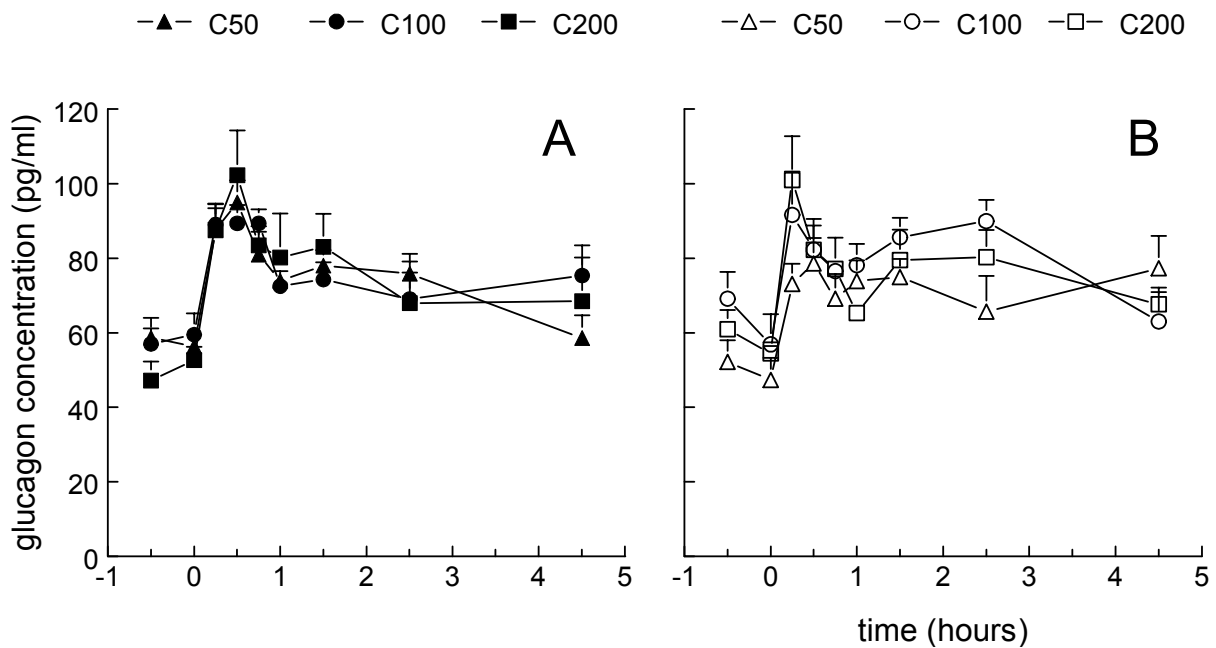 C50 C100 C200 C50 C100 C200
A B
glucagon concentration (pg/ml)
120
100
80
60
40
20
0
-1 0 1 2 3 4 5 -1 0 1 2 3 4 5
time (hours)